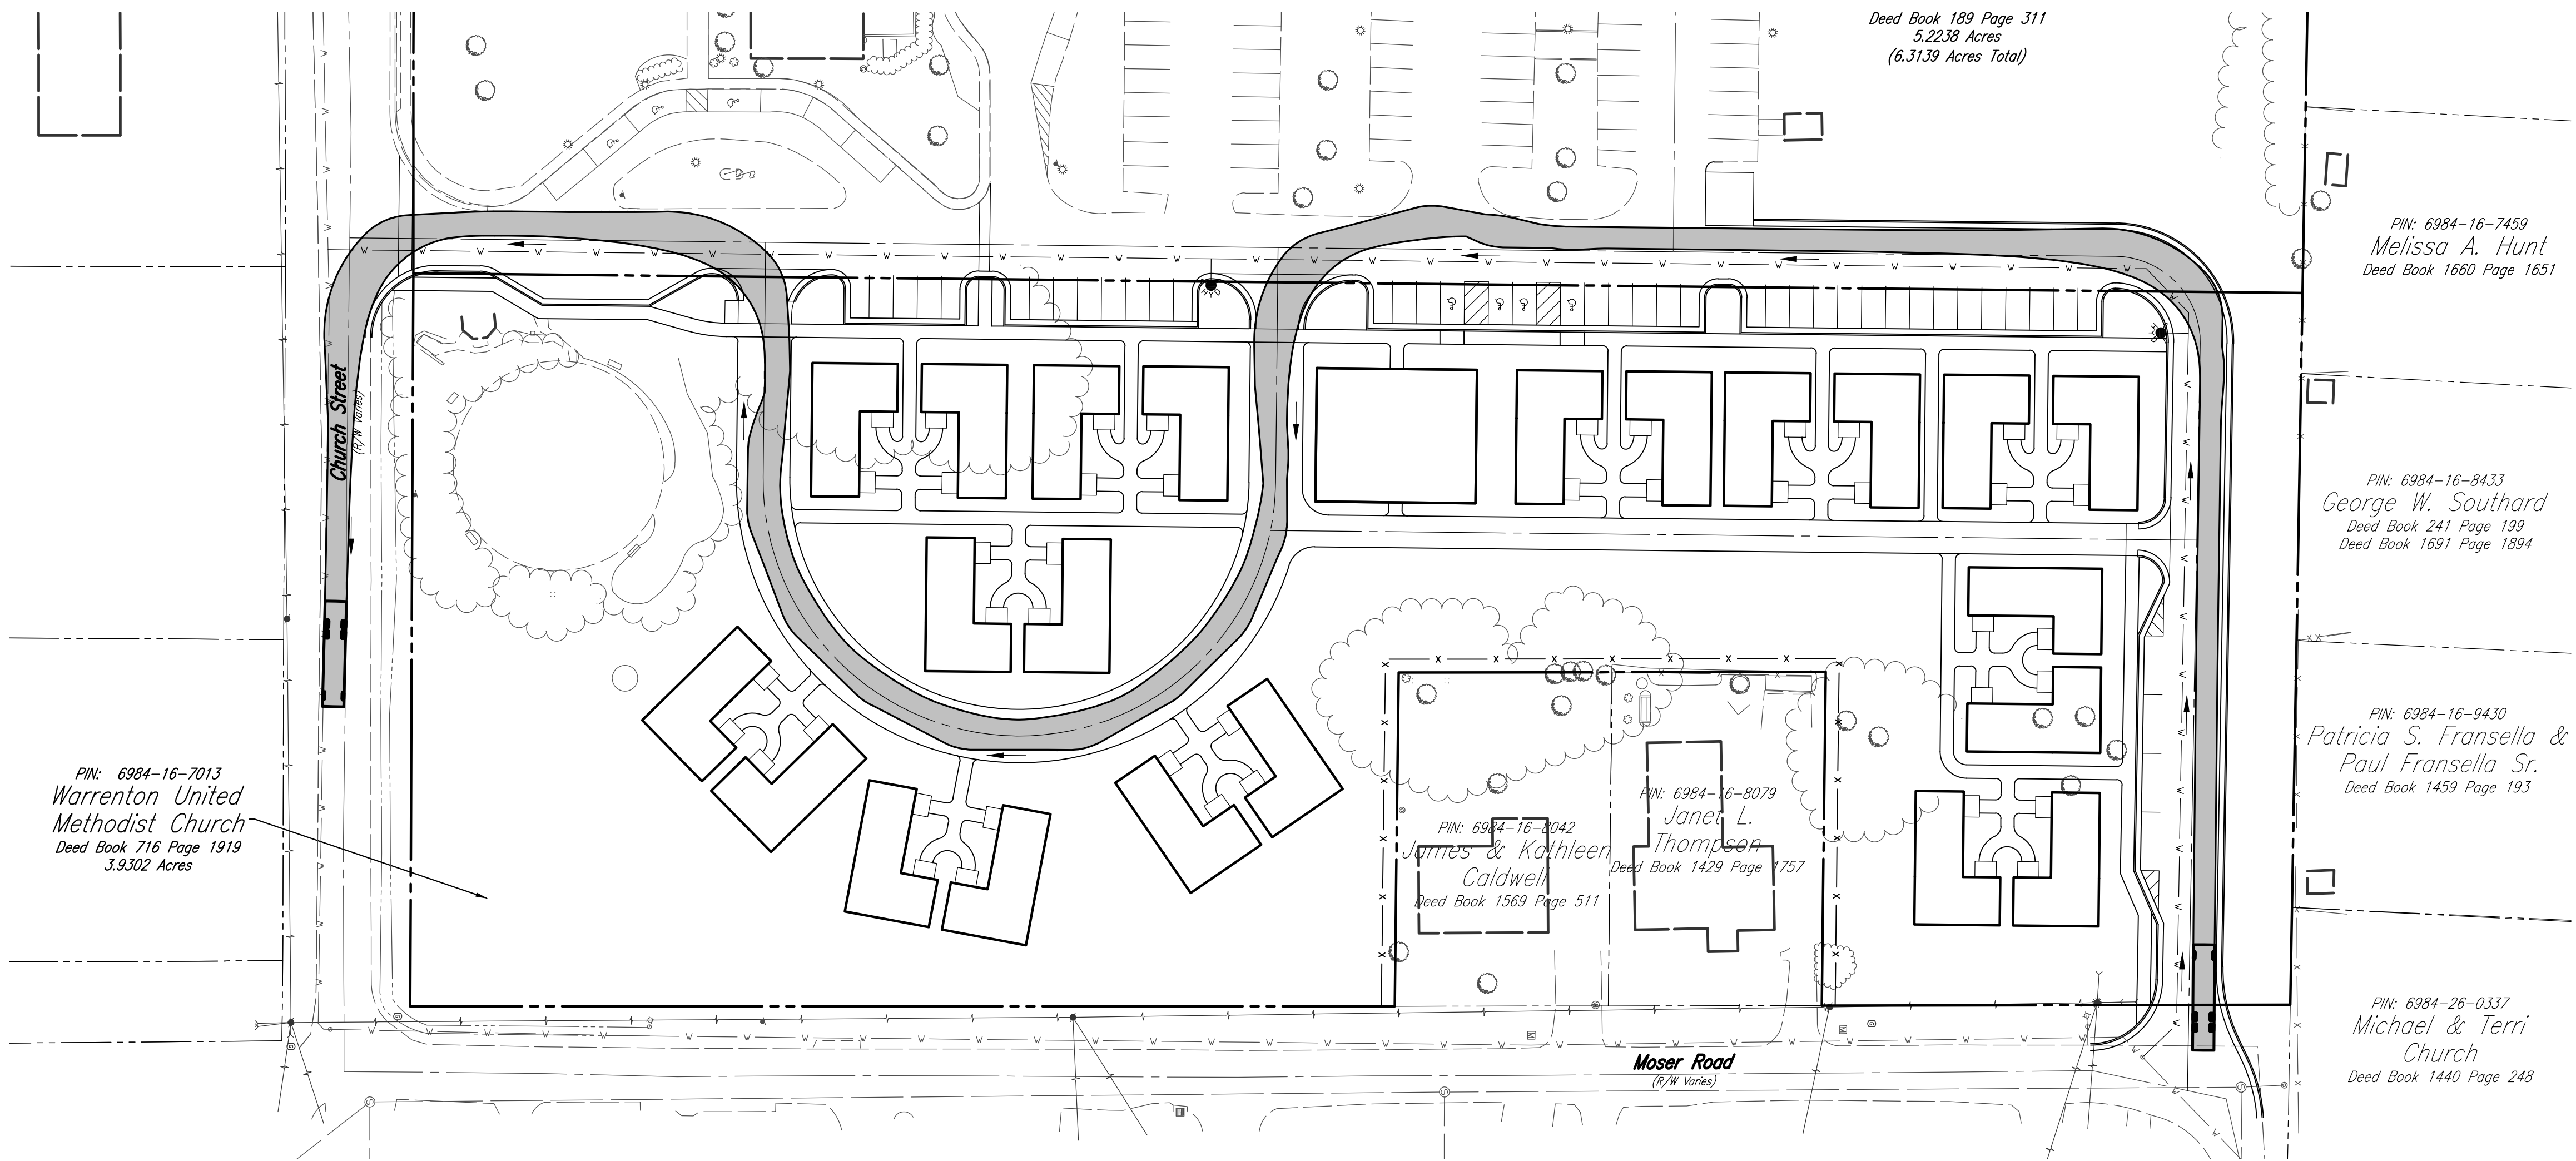 Deed Book 189 Page 311
5.2238 Acres
(6.3139 Acres Total)
PIN: 6984-16-7459
Melissa A. Hunt
Deed Book 1660 Page 1651
Church Street
(R/W Varies)
PIN: 6984-16-8433
George W. Southard
Deed Book 241 Page 199
Deed Book 1691 Page 1894
PIN: 6984-16-9430
Patricia S. Fransella &
Paul Fransella Sr.
Deed Book 1459 Page 193
PIN: 6984-16-7013
Warrenton United
Methodist Church
Deed Book 716 Page 1919
3.9302 Acres
PIN: 6984-16-8042
James & Kathleen
Caldwell
Deed Book 1569 Page 511
PIN: 6984-16-8079
Janet L.
Thompson
Deed Book 1429 Page 1757
PIN: 6984-26-0337
Michael & Terri
Church
Deed Book 1440 Page 248
Moser Road
(R/W Varies)